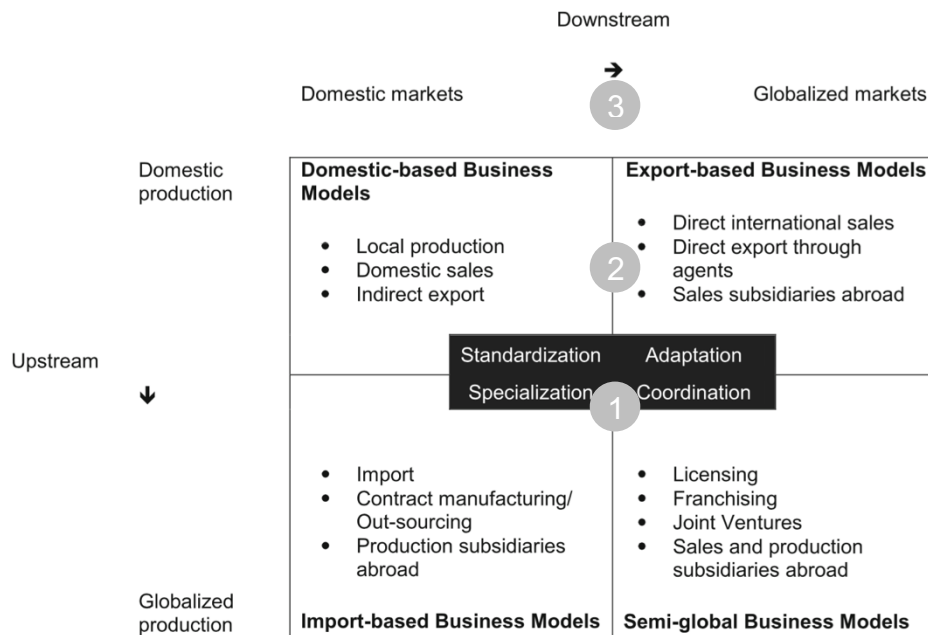 Downstream
➔
Domestic markets
3
Globalized markets
Domestic
production
Domestic-based Business
Models
• Local production
• Domestic sales
• Indirect export
Export-based Business Models
• Direct international sales
• Direct export through
agents
• Sales subsidiaries abroad
2
Upstream
➔
Standardization
Adaptation
Specialization
Coordination
1
• Import
• Contract manufacturing/
Out-sourcing
• Production subsidiaries
abroad
• Licensing
• Franchising
• Joint Ventures
• Sales and production
subsidiaries abroad
Globalized
production
Import-based Business Models
Semi-global Business Models